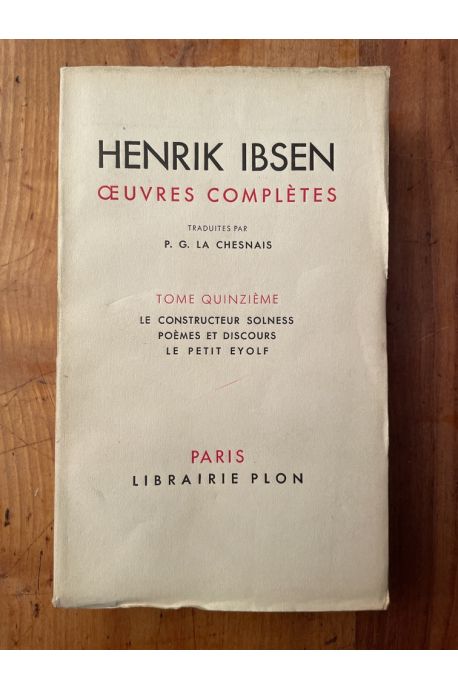 HENRIK IBSEN
ŒUVRES COMPLÈTES
TRADUITES PAR
P. G. LA CHESNAIS
TOME QUINZIÈME
LE CONSTRUCTEUR SOLNESS
POÈMES ET DISCOURS
LE PETIT EYOLF
PARIS
LIBRAIRIE PLON